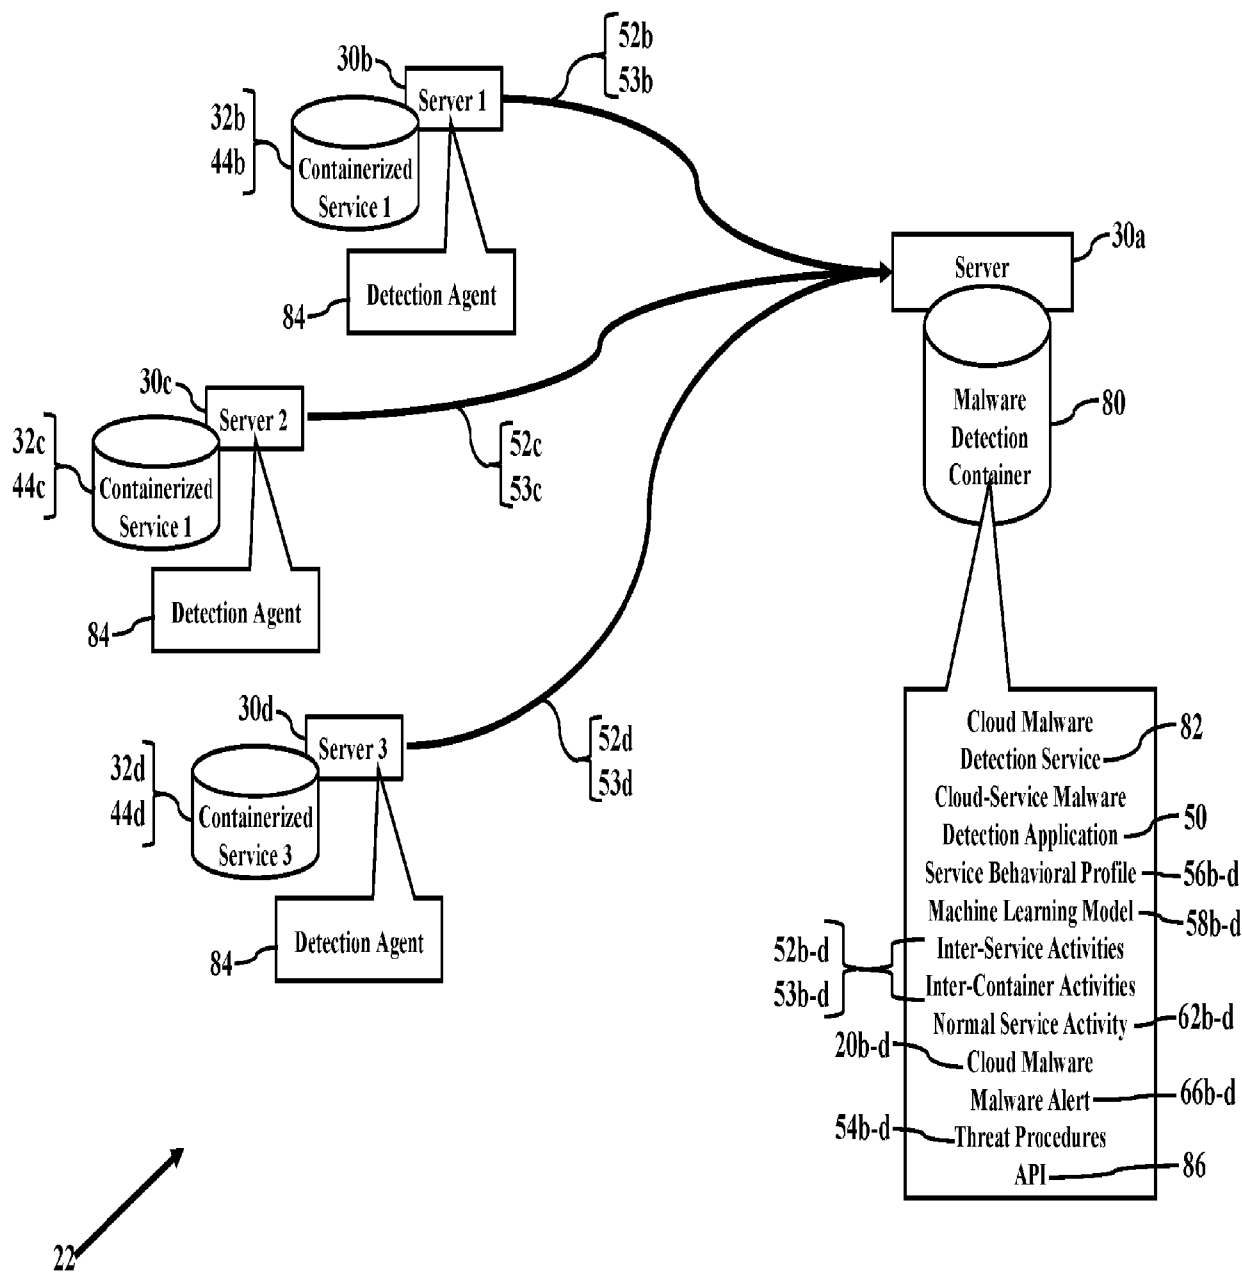 52b
53b
30b
Server 1
32b
44b
Containerized
Service 1
Detection Agent
84
30a
Server
Malware
Detection
Container
80
30c
Server 2
32c
44c
Containerized
Service 1
52c
53c
Detection Agent
84
30d
Server 3
32d
44d
Containerized
Service 3
52d
53d
Detection Agent
84
Cloud Malware
Detection Service
82
Cloud-Service Malware
Detection Application
50
Service Behavioral Profile
56b-d
Machine Learning Model
58b-d
52b-d
53b-d
Inter-Service Activities
Inter-Container Activities
Normal Service Activity
62b-d
20b-d
Cloud Malware
Malware Alert
66b-d
54b-d
Threat Procedures
API
86
22